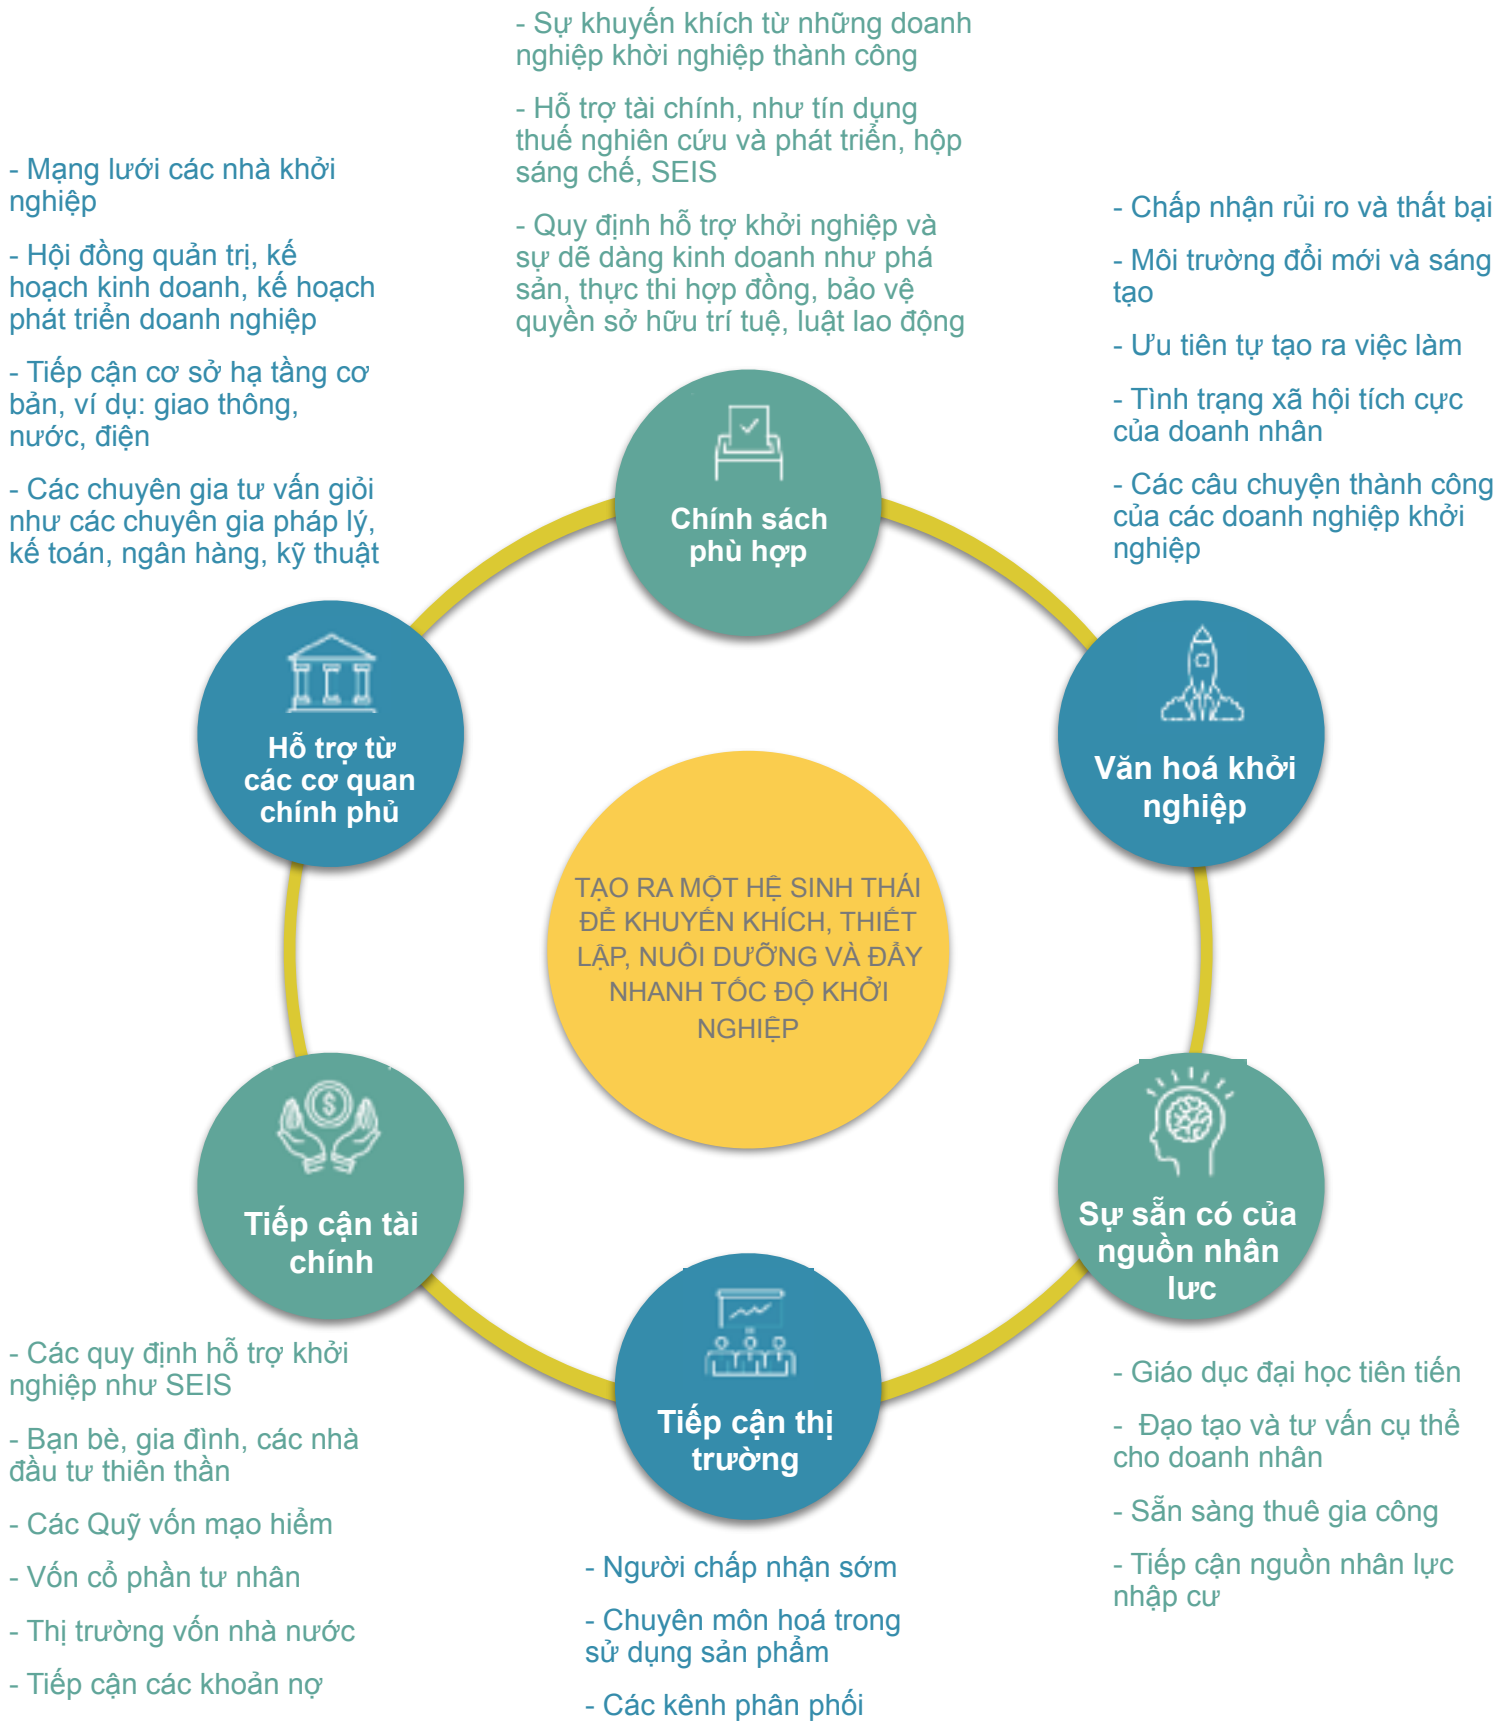 - Sự khuyến khích từ những doanh
nghiệp khời nghiệp thành công
- Hỗ trợ tài chính, như tín dụng
thuế nghiên cứu và phát triển, hộp
sáng chế, SEIS
- Quy định hỗ trợ khởi nghiệp và
sự dẽ dàng kinh doanh như phá
sản, thực thi hợp đồng, bảo vệ
quyền sở hữu trí tuệ, luật lao động
- Mạng lưới các nhà khởi
nghiệp
- Hội đồng quản trị, kế
hoạch kinh doanh, kế hoạch
phát triển doanh nghiệp
- Tiếp cận cơ sở hạ tầng cơ
bản, ví dụ: giao thông,
nước, điện
- Các chuyên gia tư vấn giỏi
như các chuyên gia pháp lý,
kế toán, ngân hàng, kỹ thuật
- Chấp nhận rủi ro và thất bại
- Môi trường đổi mới và sáng
tạo
- Ưu tiên tự tạo ra việc làm
- Tình trạng xã hội tích cực
của doanh nhân
- Các câu chuyện thành công
của các doanh nghiệp khởi
nghiệp
Chính sách
phù hợp
Hỗ trợ từ
các cơ quan
chính phủ
Văn hoá khởi
nghiệp
TẠO RA MỘT HỆ SINH THÁI
ĐỂ KHUYẾN KHÍCH, THIẾT
LẬP, NUÔI DƯỠNG VÀ ĐẨY
NHANH TỐC ĐỘ KHỞI
NGHIỆP
Tiếp cận tài
chính
$
Sự sẵn có của
nguồn nhân
lưc
Tiếp cận thị
trường
- Các quy định hỗ trợ khởi
nghiệp như SEIS
- Bạn bè, gia đình, các nhà
đầu tư thiên thần
- Các Quỹ vốn mạo hiểm
- Vốn cổ phần tư nhân
- Thị trường vốn nhà nước
- Tiếp cận các khoản nợ
- Người chấp nhận sớm
- Chuyên môn hoá trong
sử dụng sản phẩm
- Các kênh phân phối
- Giáo dục đại học tiên tiến
- Đạo tạo và tư vấn cụ thể
cho doanh nhân
- Sẵn sàng thuê gia công
- Tiếp cận nguồn nhân lực
nhập cư